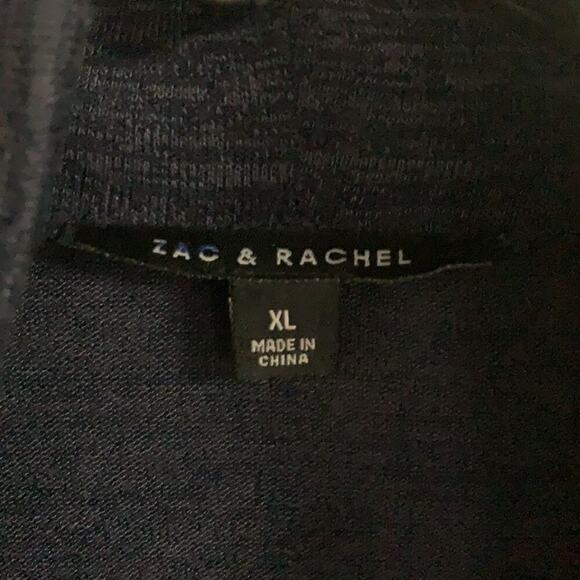 ZAC & RACHEL
XL
MADE IN
CHINA